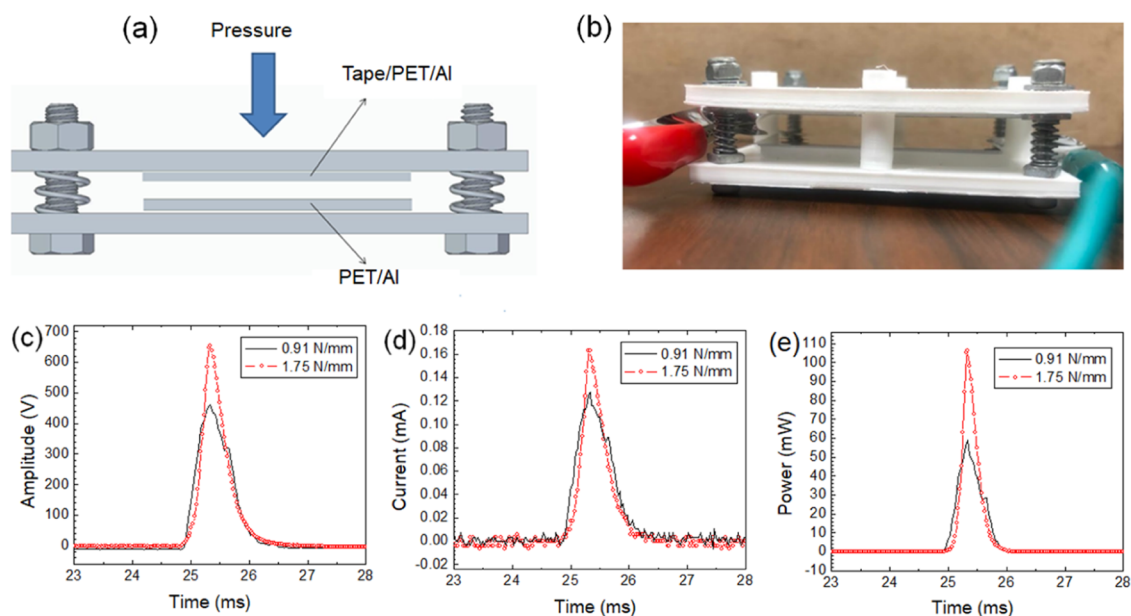 (a)
Pressure
Tape/PET/Al
PET/Al
(b)
(c)
700
600
500
400
300
200
100
0
Amplitude (V)
0.91 N/mm
1.75 N/mm
23 24 25 26 27 28
Time (ms)
(d)
0.18
0.16
0.14
0.12
0.10
0.08
0.06
0.04
0.02
0.00
-0.02
Current (mA)
0.91 N/mm
1.75 N/mm
23 24 25 26 27 28
Time (ms)
(e)
110
100
90
80
70
60
50
40
30
20
10
0
-10
Power (mW)
0.91 N/mm
1.75 N/mm
23 24 25 26 27 28
Time (ms)